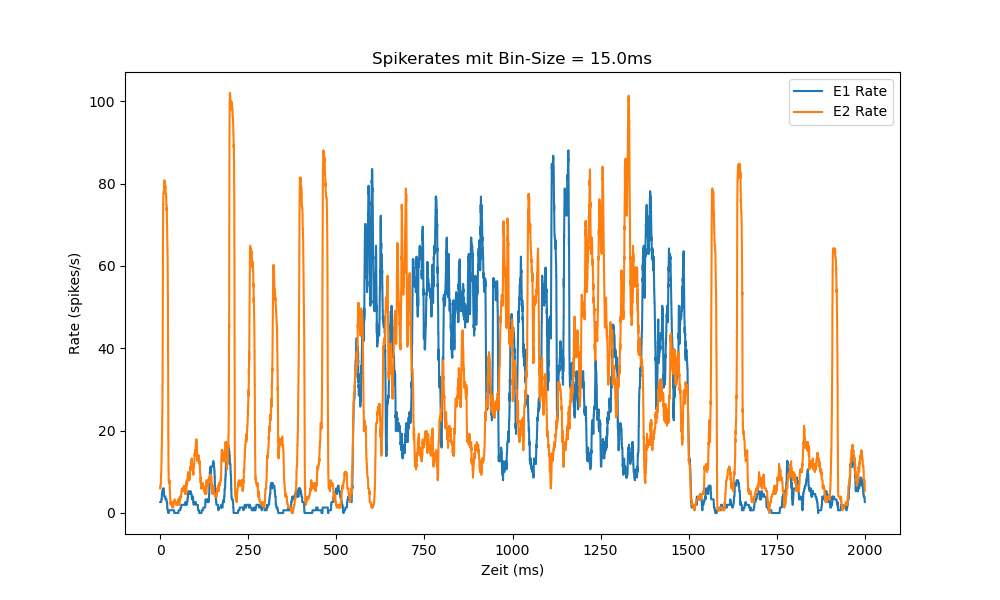 Spikerates mit Bin-Size = 15.0ms
E1 Rate
E2 Rate
100
80
60
40
20
0
Rate (spikes/s)
0 250 500 750 1000 1250 1500 1750 2000
Zeit (ms)